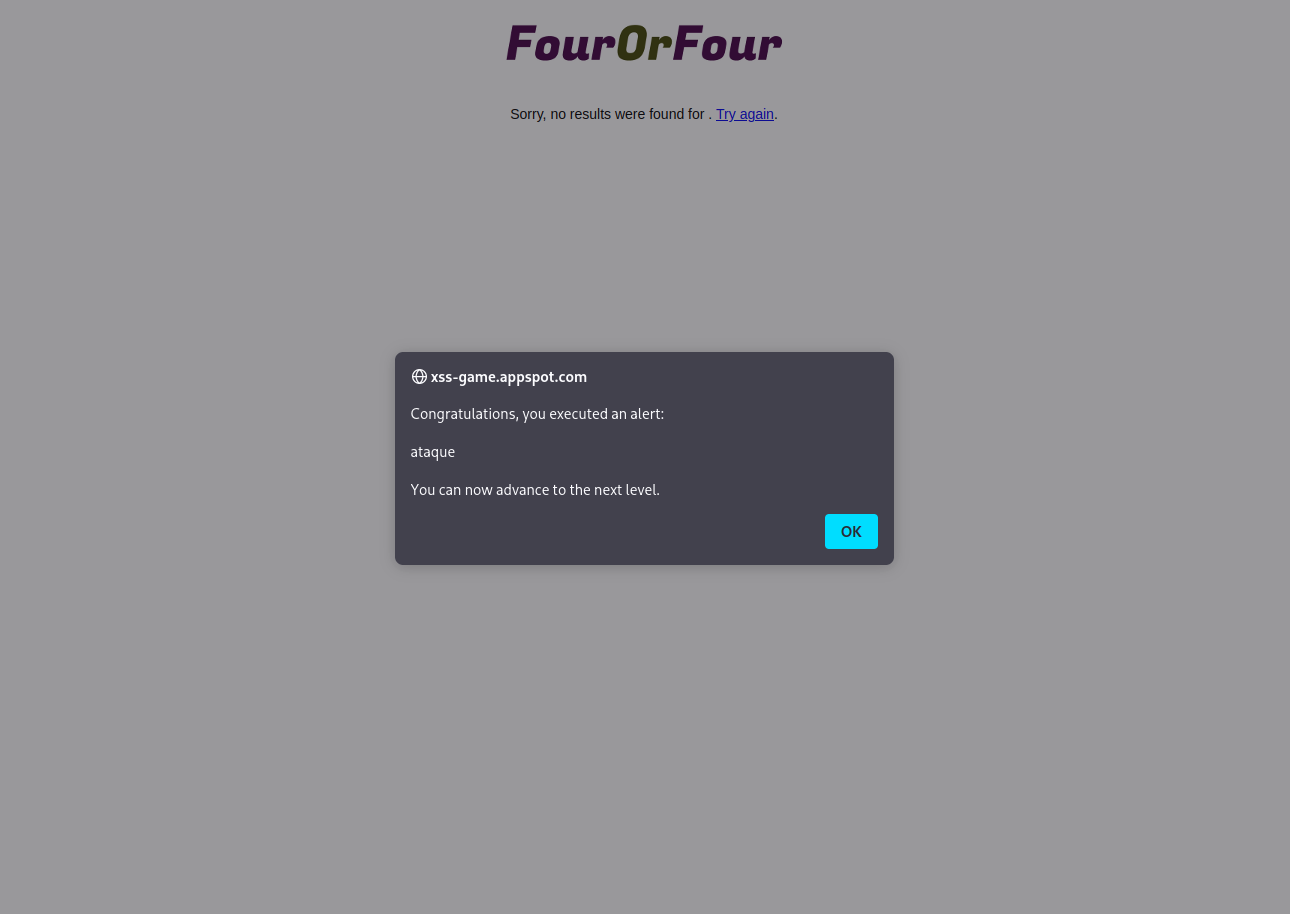 FourOrFour
Sorry, no results were found for . Try again.
xss-game.appspot.com
Congratulations, you executed an alert:
ataque
You can now advance to the next level.
OK